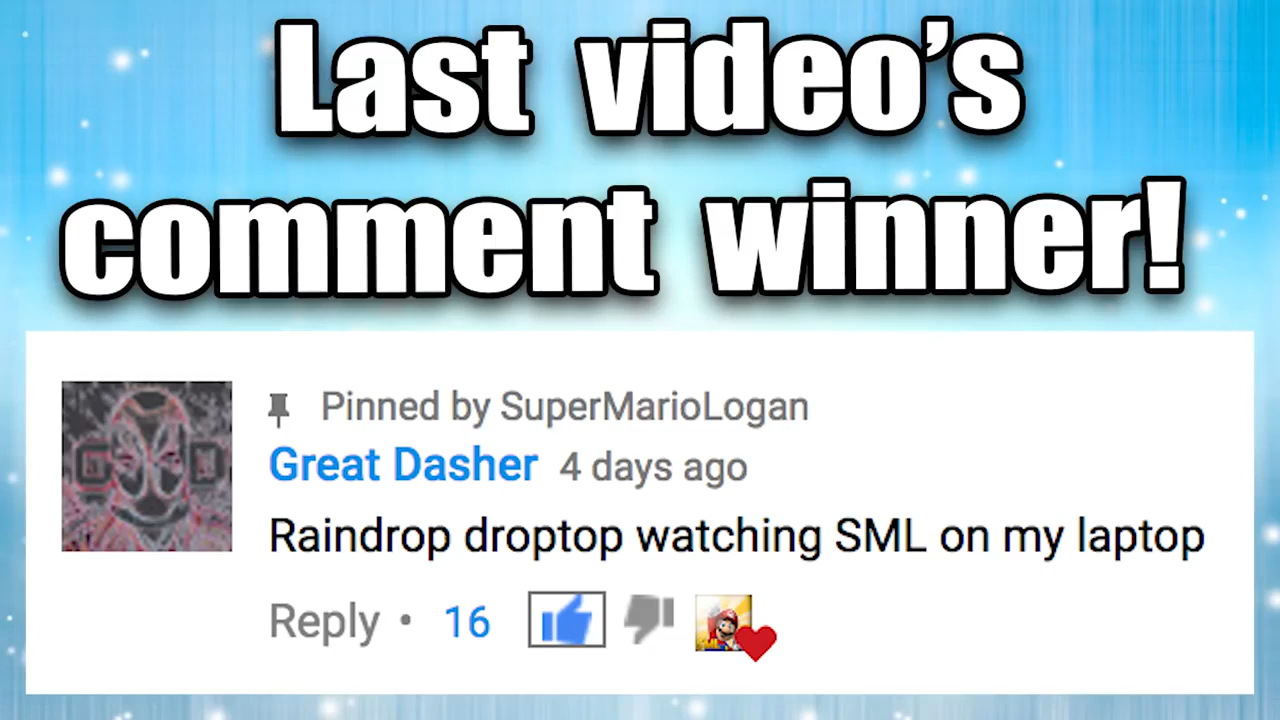 Last video's
comment winner!
Pinned by SuperMarioLogan
Great Dasher 4 days ago
Raindrop droptop watching SML on my laptop
Reply • 16